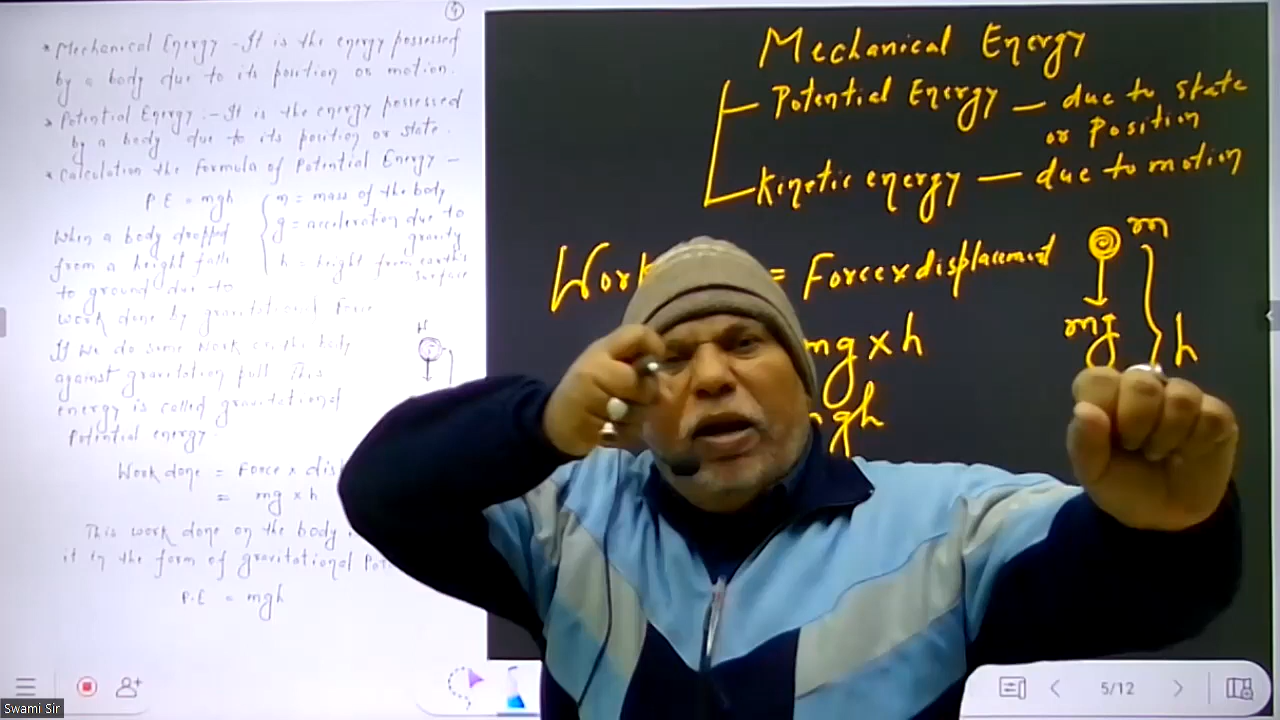 4
* Mechanical Energy - It is the energy possessed
by a body due to its position or motion.
* Potential Energy :- It is the energy possessed
by a body due to its position or state.
* Calculation the formula of Potential Energy -
P.E = mgh
m = mass of the body
g = acceleration due to
gravity
h = height from earth's
surface
When a body dropped
from a height falls
to ground due to
work done by gravitational Force
If we do some work on the body
against gravitation pull This
energy is called gravitational
Potential energy.
Work done = Force x
= mg x h
This work done on the body
it in the form of gravitational
P.E = mgh
Mechanical Energy
Potential Energy — due to state
or Position
Kinetic energy — due to motion
= Force x displacement
mg x h
mgh
m
mg
h
5/12
Swami Sir